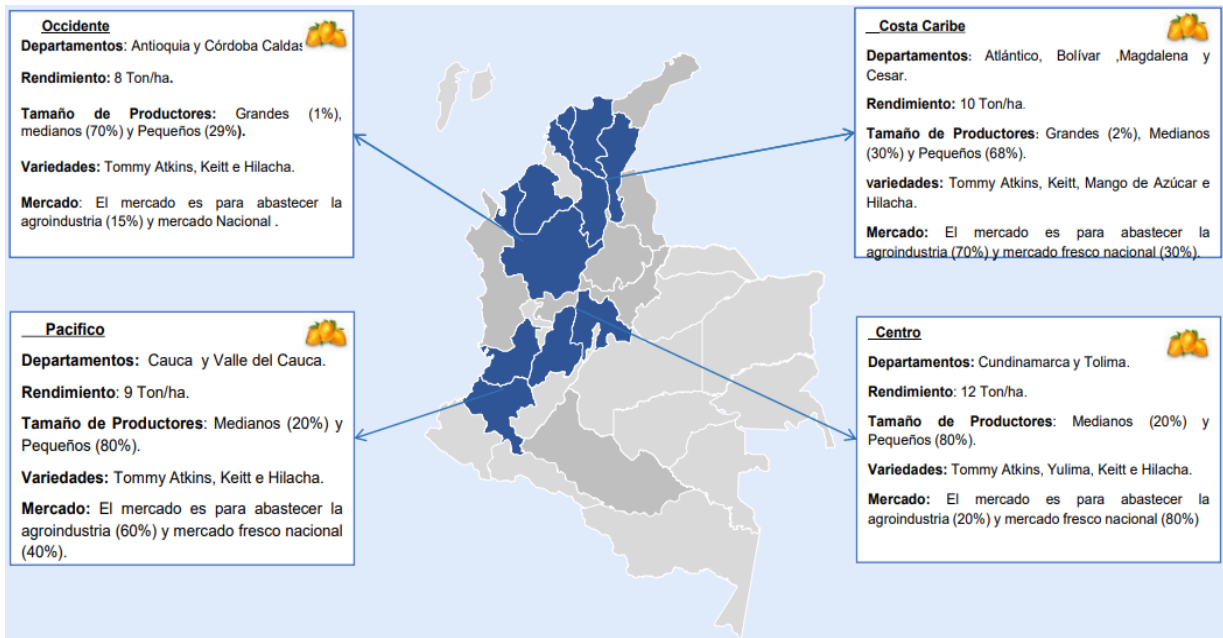 Occidente
Departamentos: Antioquia y Córdoba Caldas
Rendimiento: 8 Ton/ha.
Tamaño de Productores: Grandes (1%),
medianos (70%) y Pequeños (29%).
Variedades: Tommy Atkins, Keitt e Hilacha.
Mercado: El mercado es para abastecer la
agroindustria (15%) y mercado Nacional .
Costa Caribe
Departamentos: Atlántico, Bolívar ,Magdalena y
Cesar.
Rendimiento: 10 Ton/ha.
Tamaño de Productores: Grandes (2%), Medianos
(30%) y Pequeños (68%).
variedades: Tommy Atkins, Keitt, Mango de Azúcar e
Hilacha.
Mercado: El mercado es para abastecer la
agroindustria (70%) y mercado fresco nacional (30%).
Pacifico
Departamentos: Cauca y Valle del Cauca.
Rendimiento: 9 Ton/ha.
Tamaño de Productores: Medianos (20%) y
Pequeños (80%).
Variedades: Tommy Atkins, Keitt e Hilacha.
Mercado: El mercado es para abastecer la
agroindustria (60%) y mercado fresco nacional
(40%).
Centro
Departamentos: Cundinamarca y Tolima.
Rendimiento: 12 Ton/ha.
Tamaño de Productores: Medianos (20%) y
Pequeños (80%).
Variedades: Tommy Atkins, Yulima, Keitt e Hilacha.
Mercado: El mercado es para abastecer la
agroindustria (20%) y mercado fresco nacional (80%)